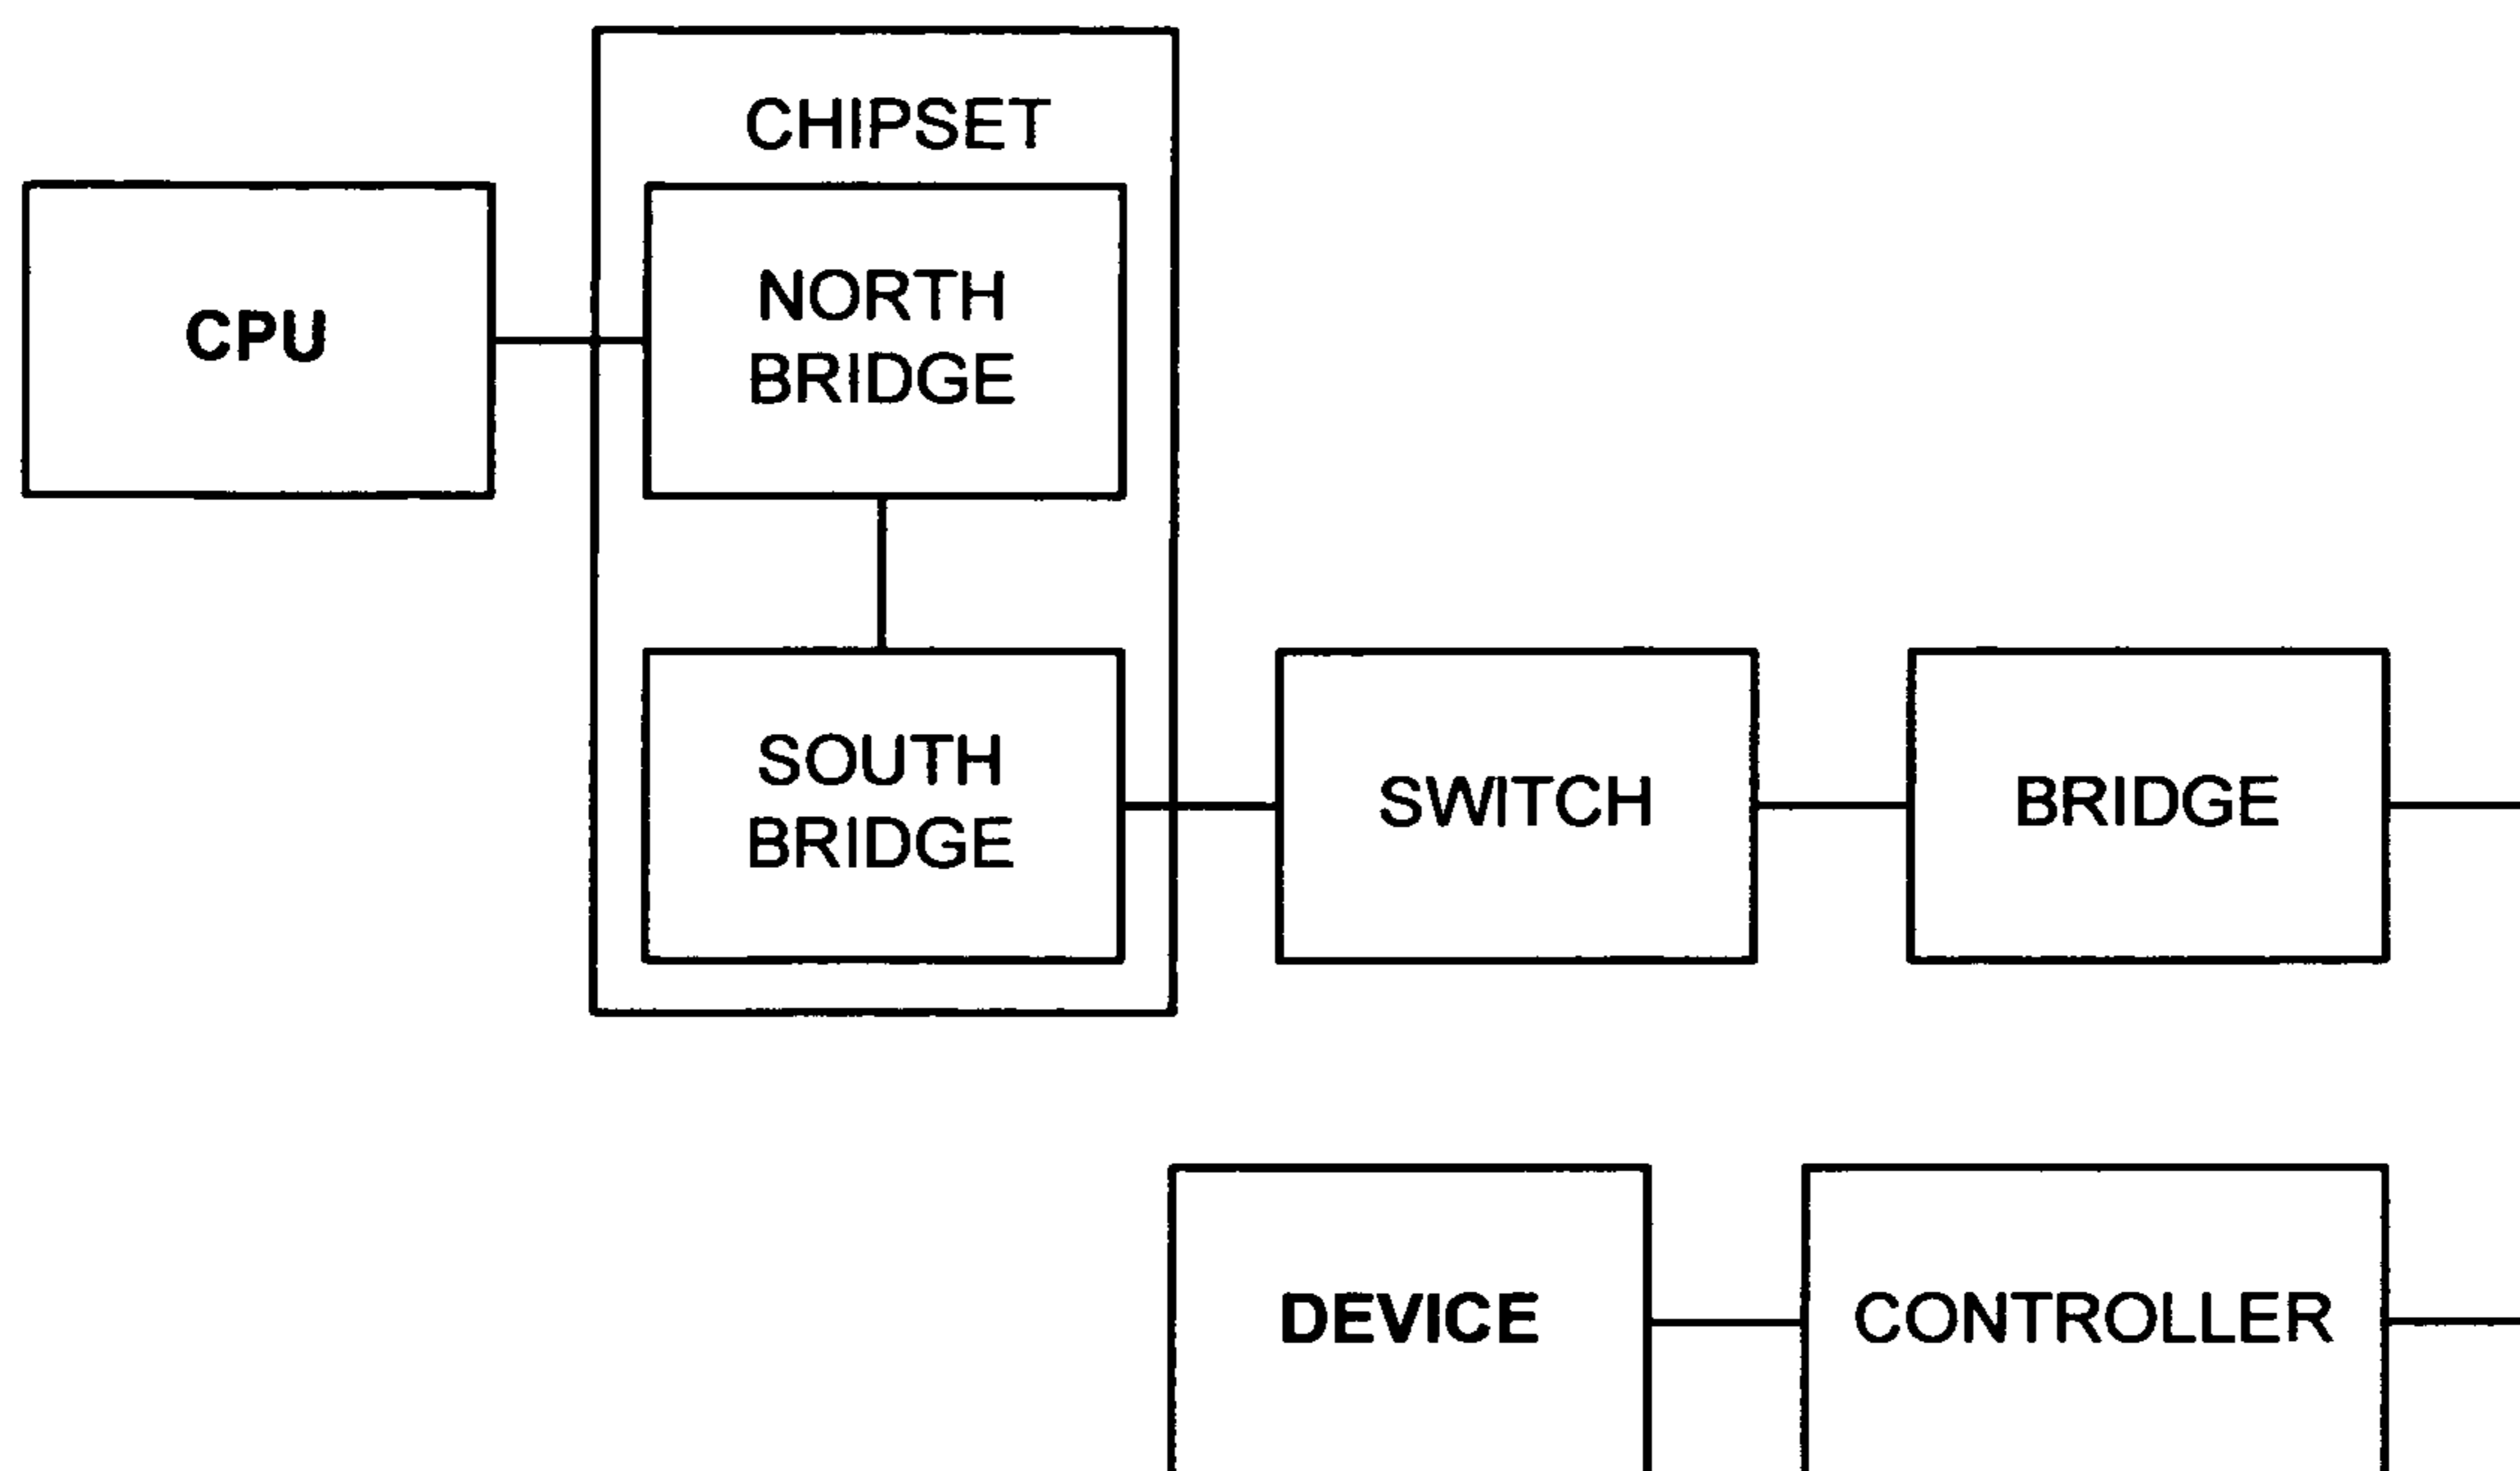 CHIPSET
CPU
NORTH
BRIDGE
SOUTH
BRIDGE
SWITCH
BRIDGE
DEVICE
CONTROLLER